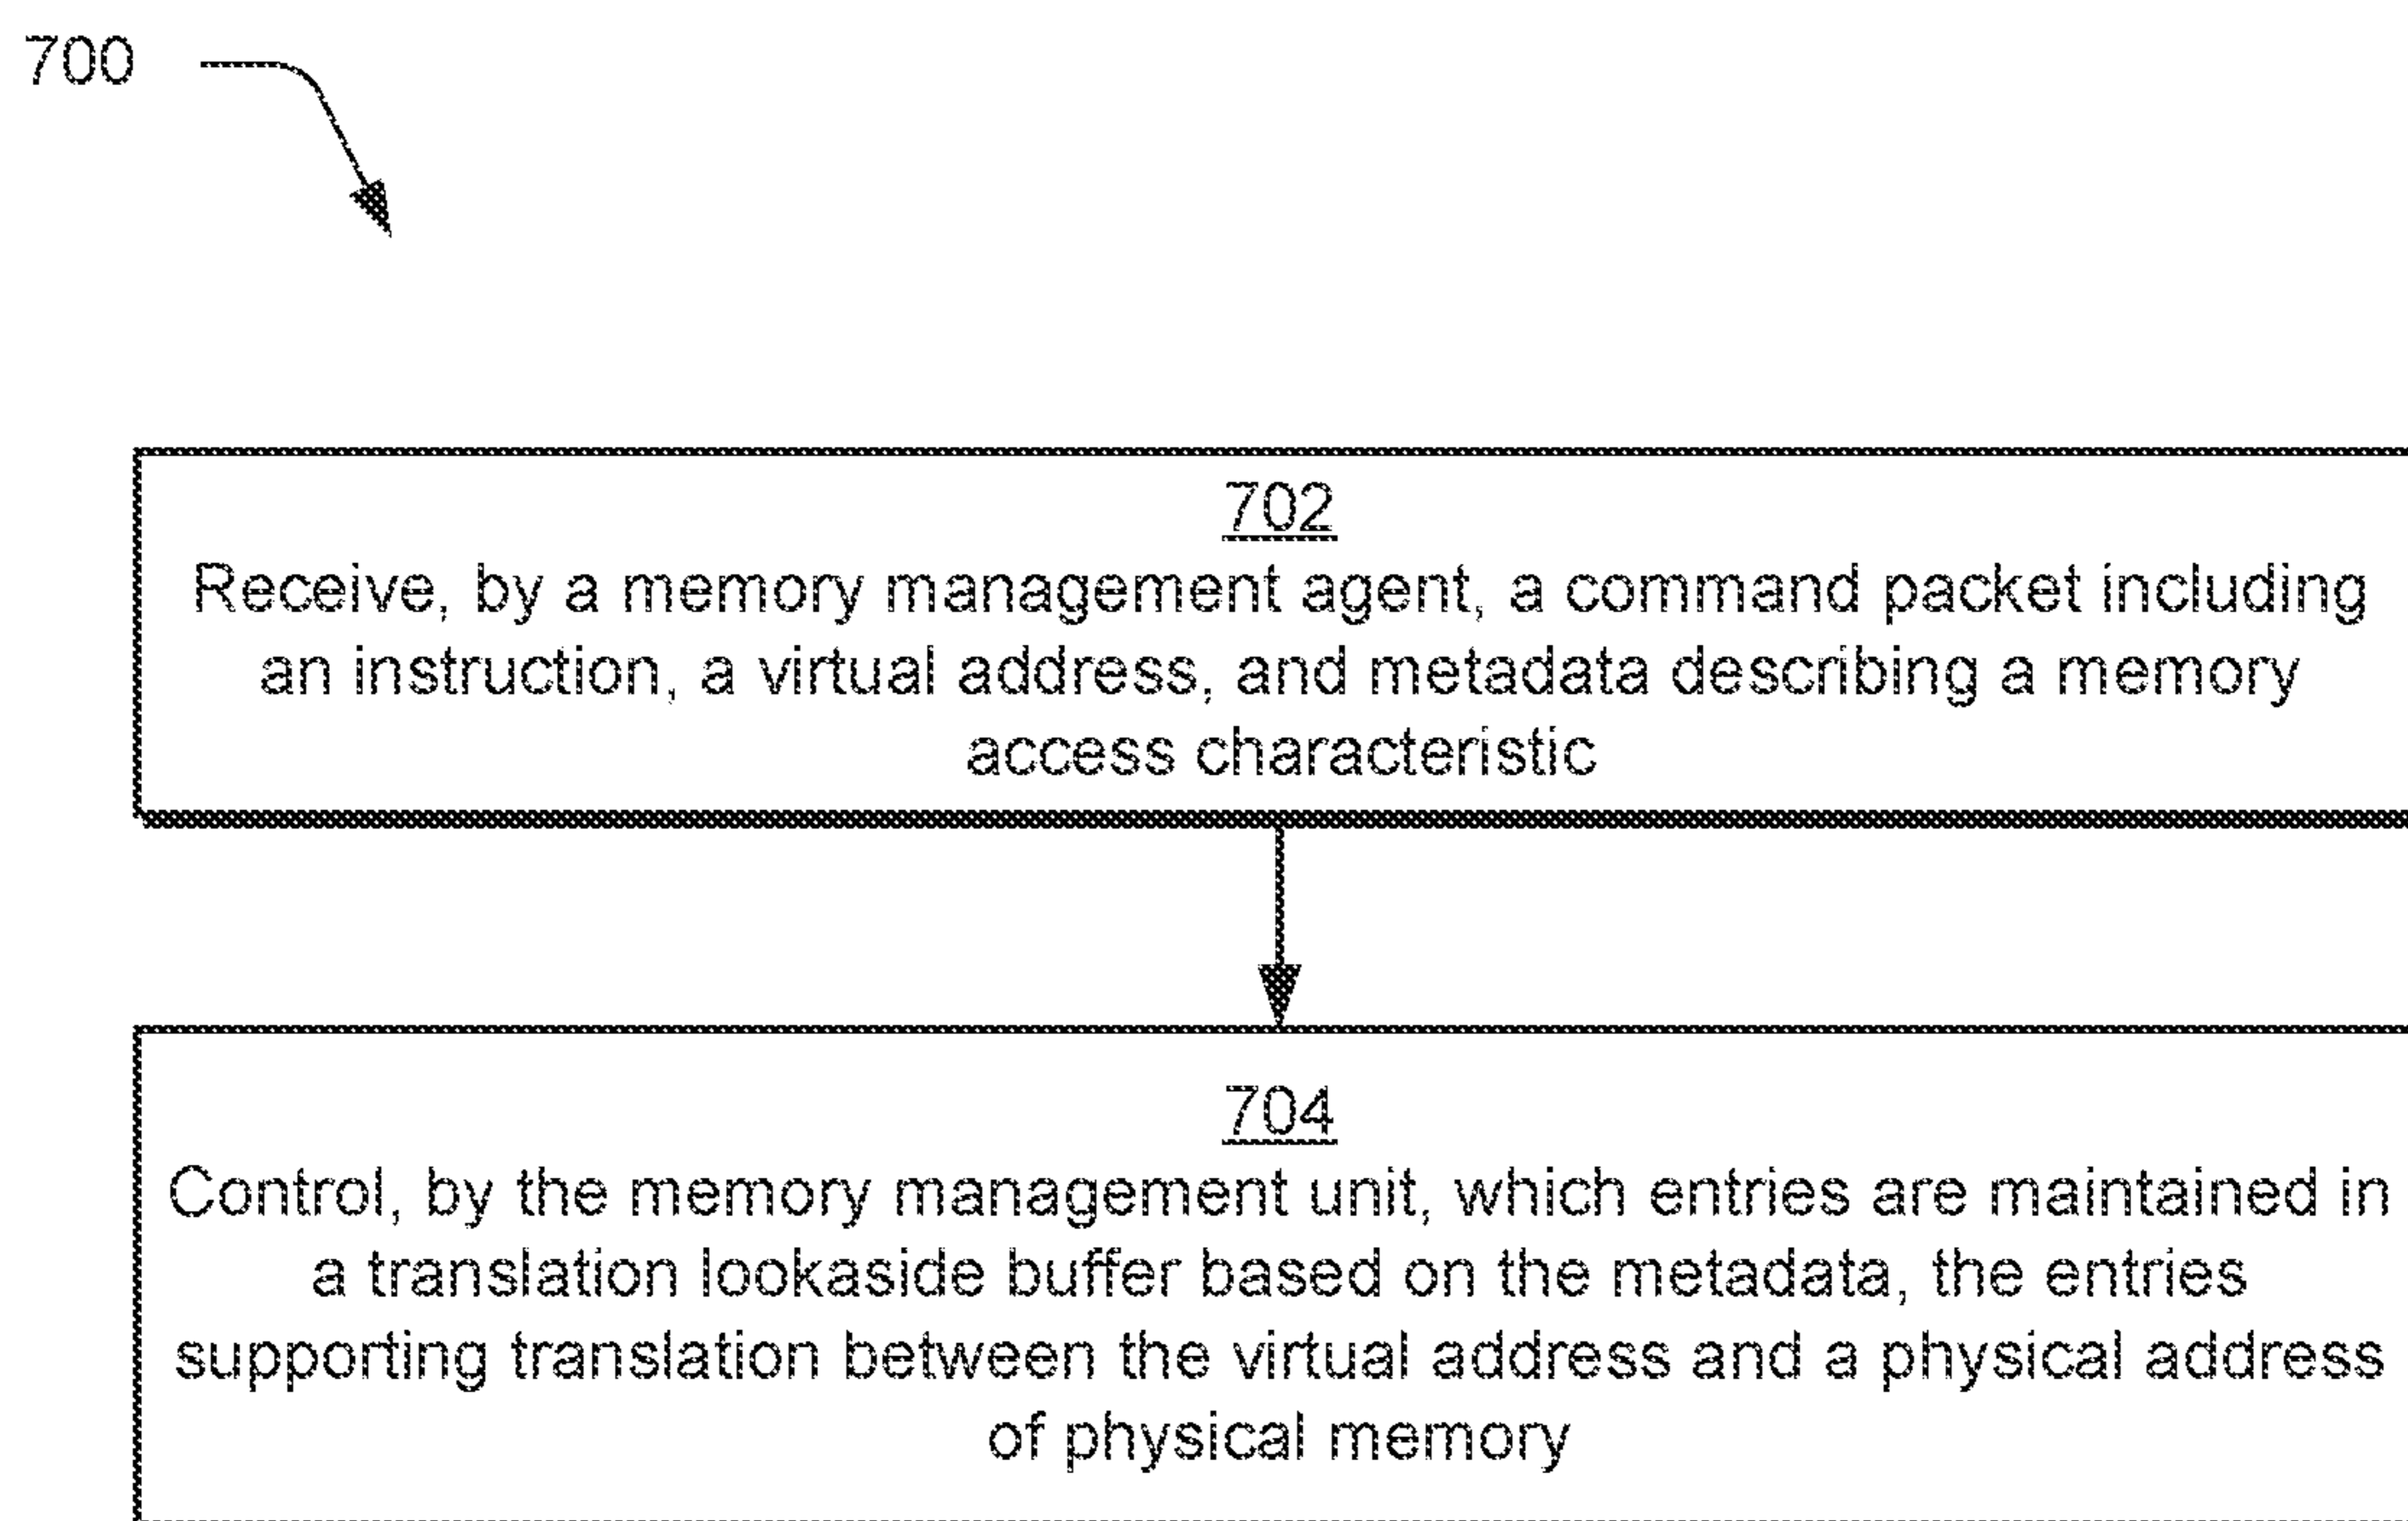 700
702
Receive, by a memory management agent, a command packet including
an instruction, a virtual address, and metadata describing a memory
access characteristic
704
Control, by the memory management unit, which entries are maintained in
a translation lookaside buffer based on the metadata, the entries
supporting translation between the virtual address and a physical address
of physical memory